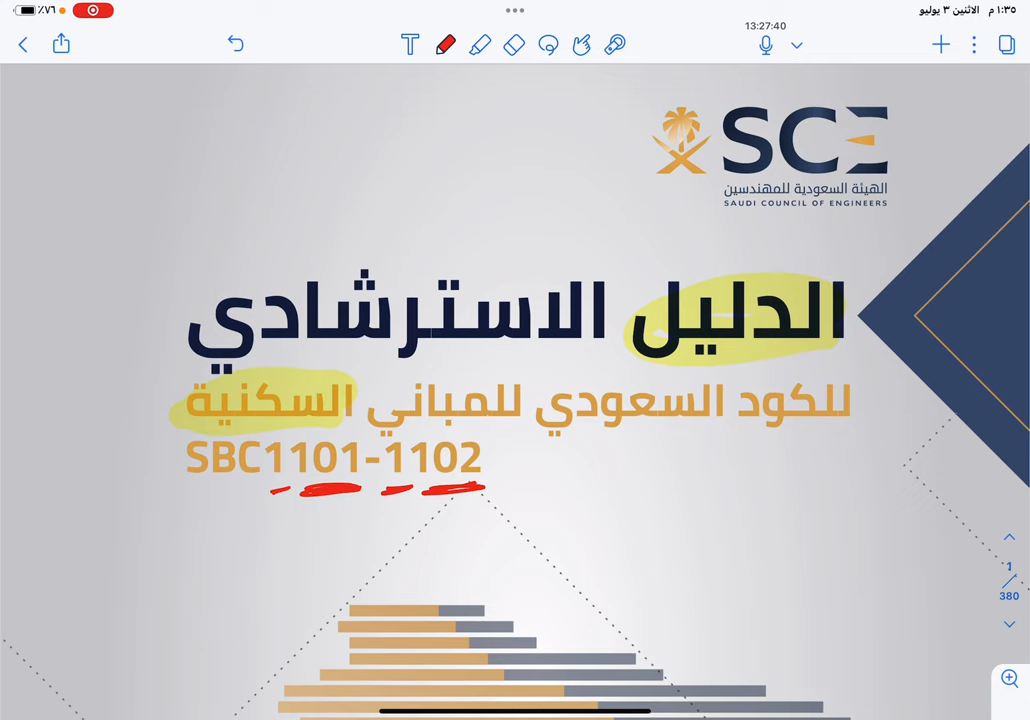 ١:٣٥ م الاثنين ٣ يوليو
٪٧٦
13:27:40
SCE
الهيئة السعودية للمهندسين
SAUDI COUNCIL OF ENGINEERS
الدليل الاسترشادي
للكود السعودي للمباني السكنية
SBC1101-1102
1
380